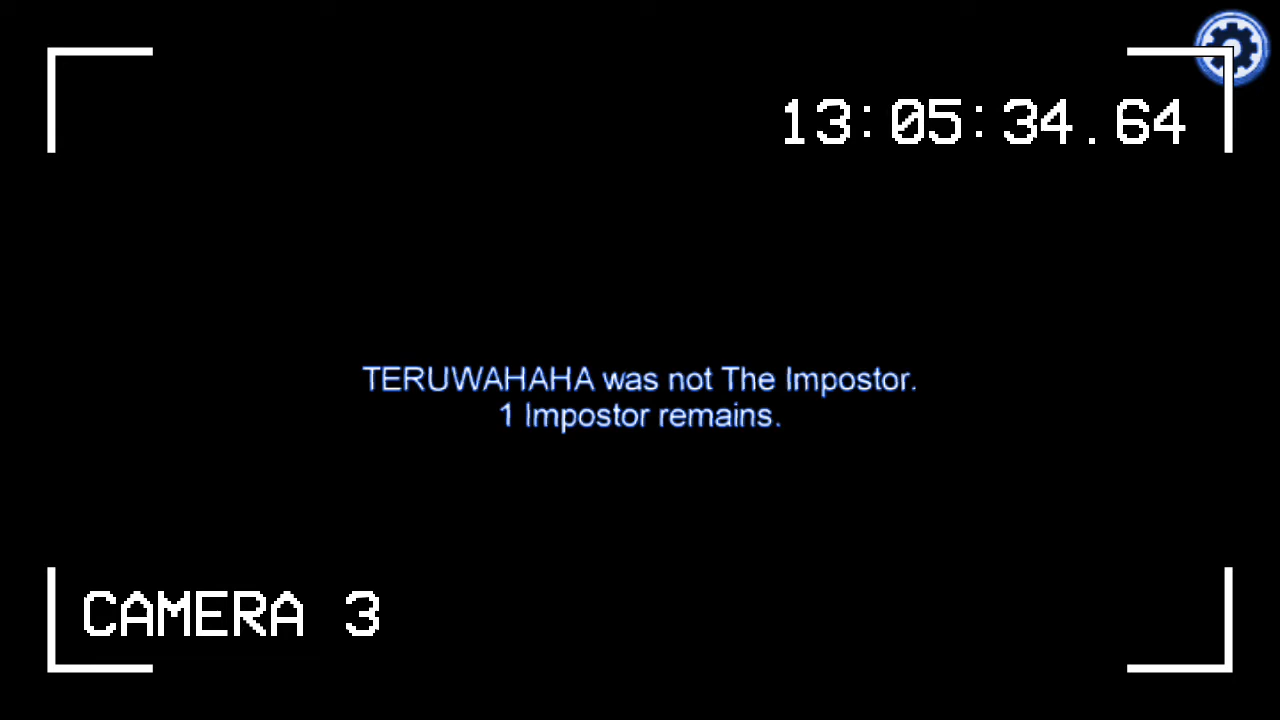 13:05:34.64
TERUWAHAHA was not The Impostor.
1 Impostor remains.
CAMERA 3